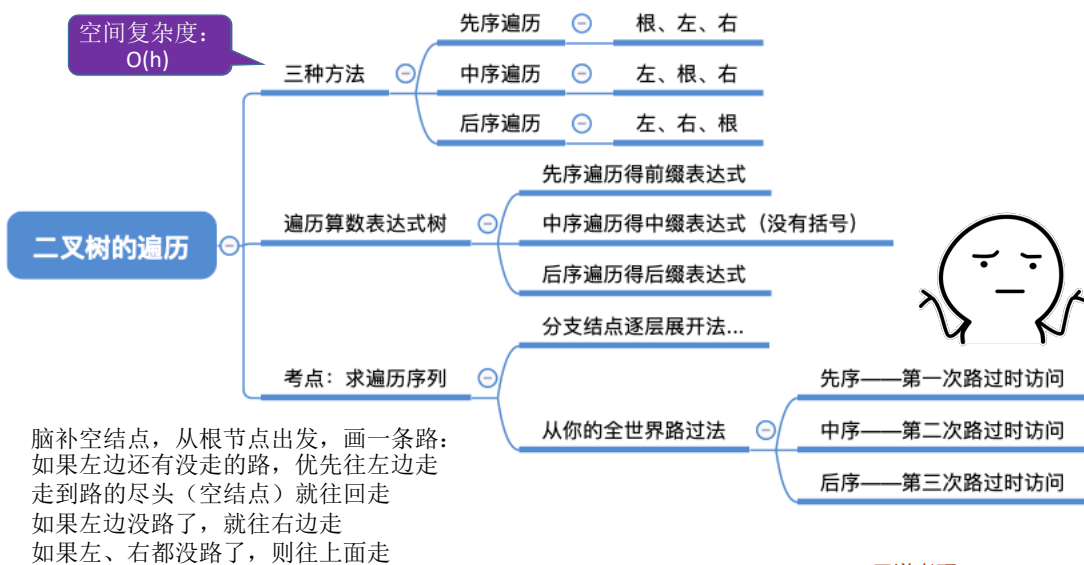 空间复杂度：
O(h)
三种方法
先序遍历
根、左、右
中序遍历
左、根、右
后序遍历
左、右、根
二叉树的遍历
遍历算数表达式树
先序遍历得前缀表达式
中序遍历得中缀表达式（没有括号）
后序遍历得后缀表达式
考点：求遍历序列
分支结点逐层展开法...
从你的全世界路过法
先序——第一次路过时访问
中序——第二次路过时访问
后序——第三次路过时访问
脑补空结点，从根节点出发，画一条路：
如果左边还有没走的路，优先往左边走
走到路的尽头（空结点）就往回走
如果左边没路了，就往右边走
如果左、右都没路了，则往上面走